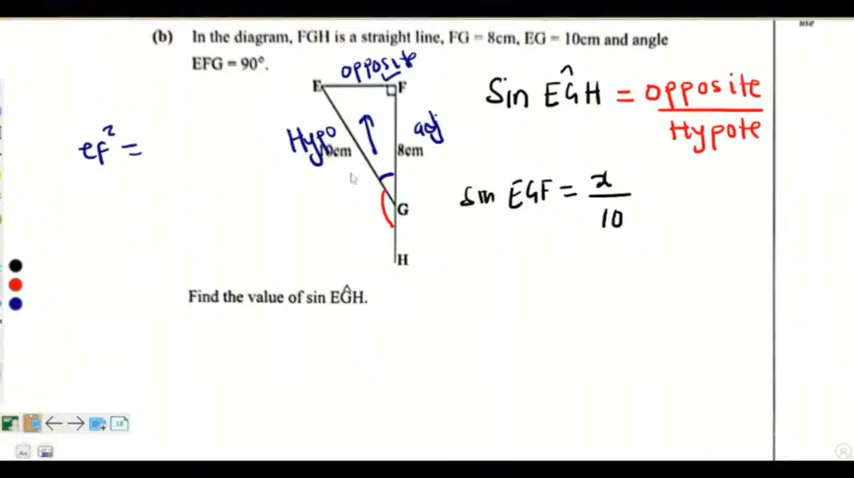 use
(b) In the diagram, FGH is a straight line, FG = 8cm, EG = 10cm and angle
EFG = 90°.
opposite
E
F
Sin EĜH = opposite
Hypote
Hypo
adj
ef² =
8cm
sin EGF = x
10
G
H
Find the value of sin EĜH.